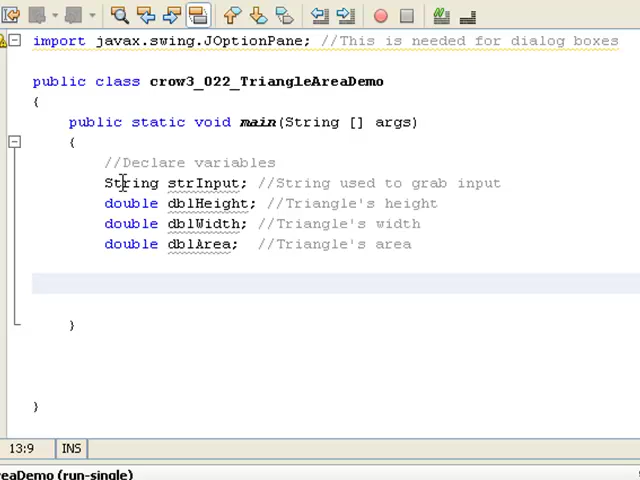 import javax.swing.JOptionPane; //This is needed for dialog boxes
public class crow3_022_TriangleAreaDemo
{
public static void main(String [] args)
{
//Declare variables
String strInput; //String used to grab input
double dblHeight; //Triangle's height
double dblWidth; //Triangle's width
double dblArea; //Triangle's area
}
}
13:9 INS
reaDemo (run-single)